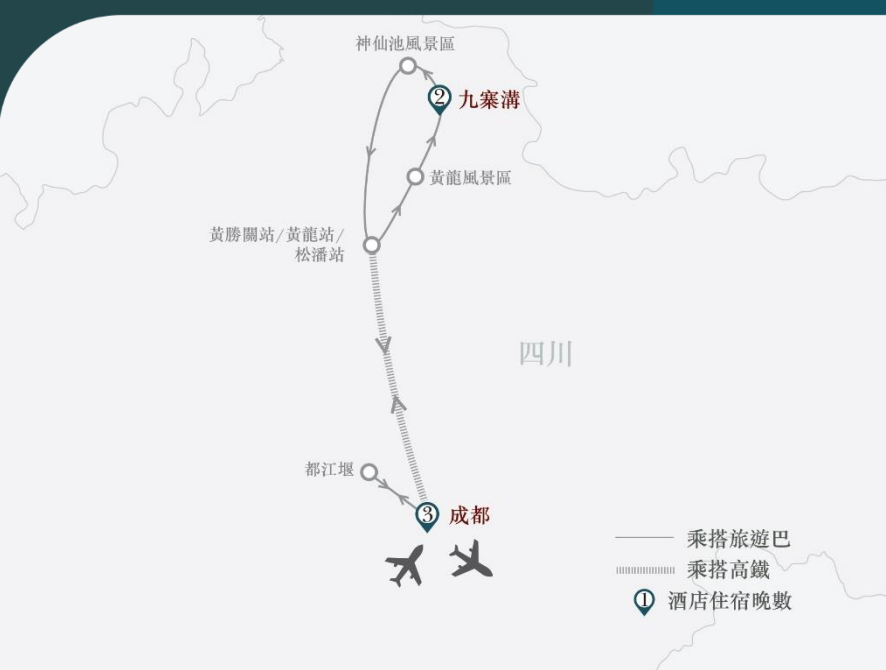 神仙池風景區
2 九寨溝
黃龍風景區
黃勝關站/黃龍站/
松潘站
四川
都江堰
3 成都
乘搭旅遊巴
乘搭高鐵
1 酒店住宿晚數